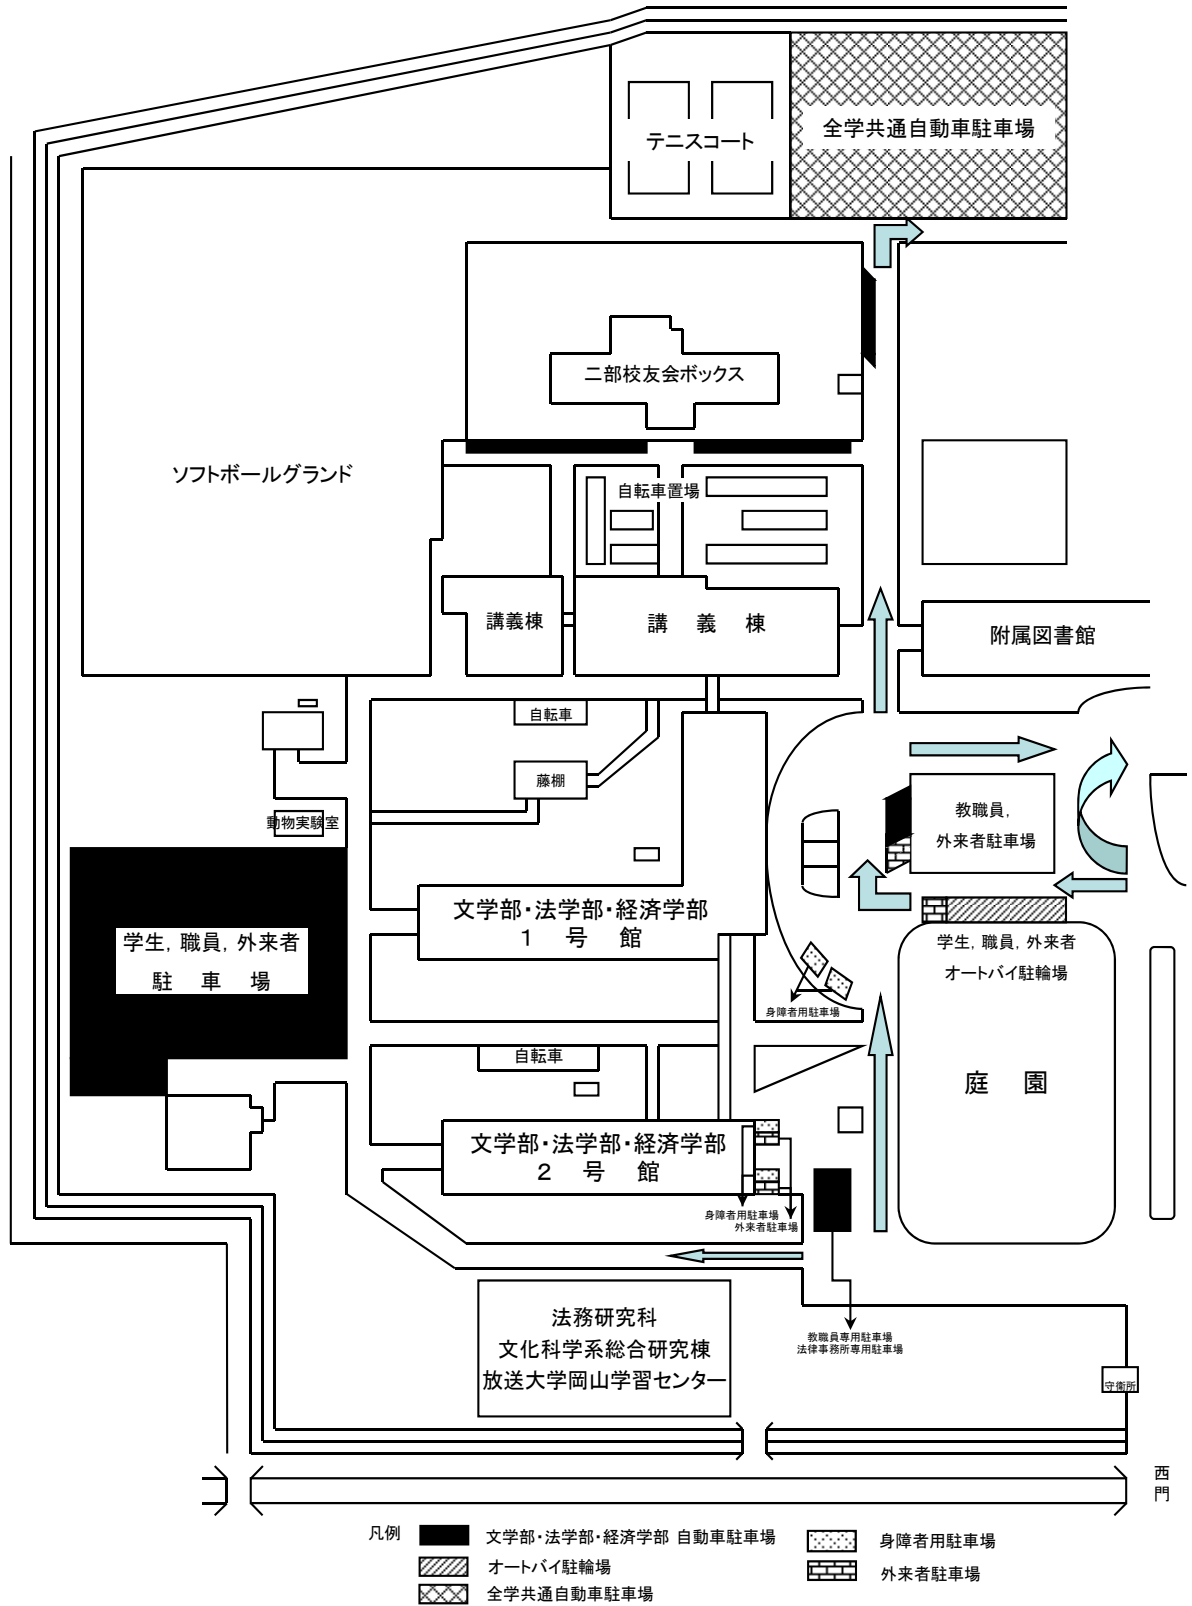 全学共通自動車駐車場
テニスコート
二部校友会ボックス
ソフトボールグランド
自転車置場
講義棟
講 義 棟
附属図書館
自転車
藤棚
動物実験室
教職員,
外来者駐車場
文学部・法学部・経済学部
1 号 館
学生, 職員, 外来者
駐 車 場
学生, 職員, 外来者
オートバイ駐輪場
身障者用駐車場
自転車
庭 園
文学部・法学部・経済学部
2 号 館
身障者用駐車場
外来者駐車場
法務研究科
文化科学系総合研究棟
放送大学岡山学習センター
教職員専用駐車場
法律事務所専用駐車場
守衛所
西
門
凡例
文学部・法学部・経済学部 自動車駐車場
オートバイ駐輪場
全学共通自動車駐車場
身障者用駐車場
外来者駐車場